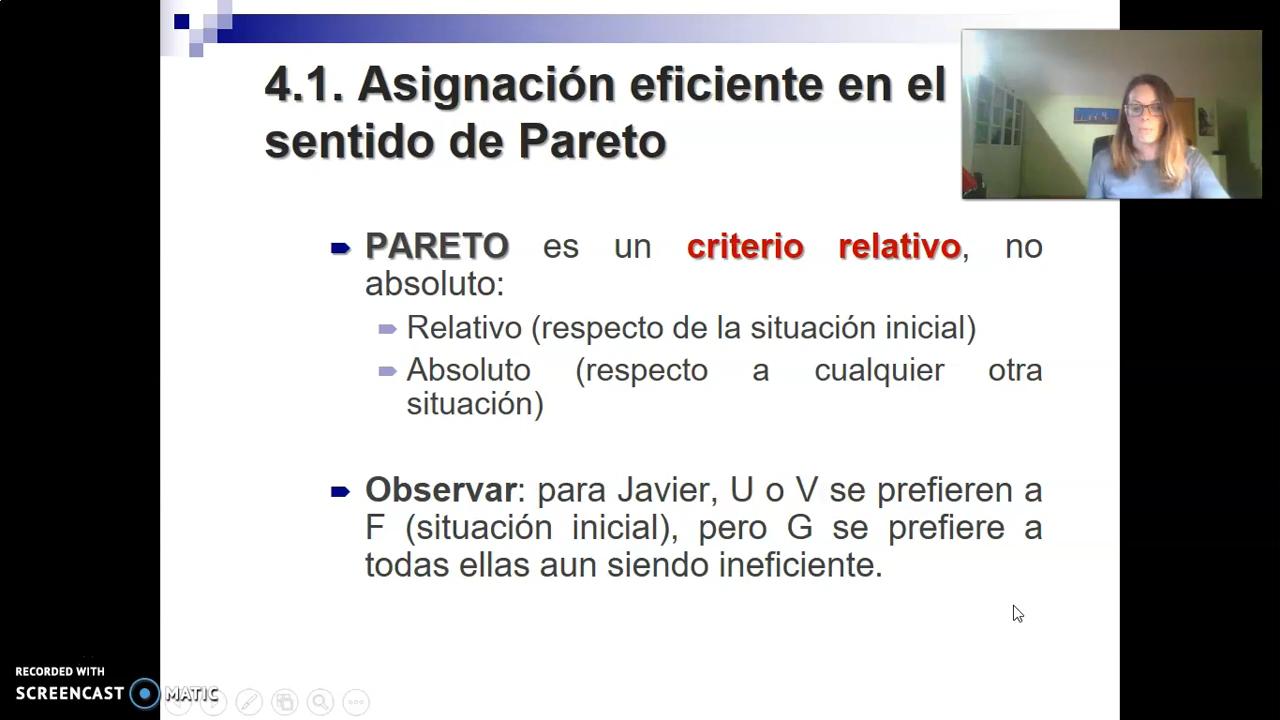 4.1. Asignación eficiente en el
sentido de Pareto
PARETO es un criterio relativo, no
absoluto:
Relativo (respecto de la situación inicial)
Absoluto (respecto a cualquier otra
situación)
Observar: para Javier, U o V se prefieren a
F (situación inicial), pero G se prefiere a
todas ellas aun siendo ineficiente.
RECORDED WITH
SCREENCAST MATIC